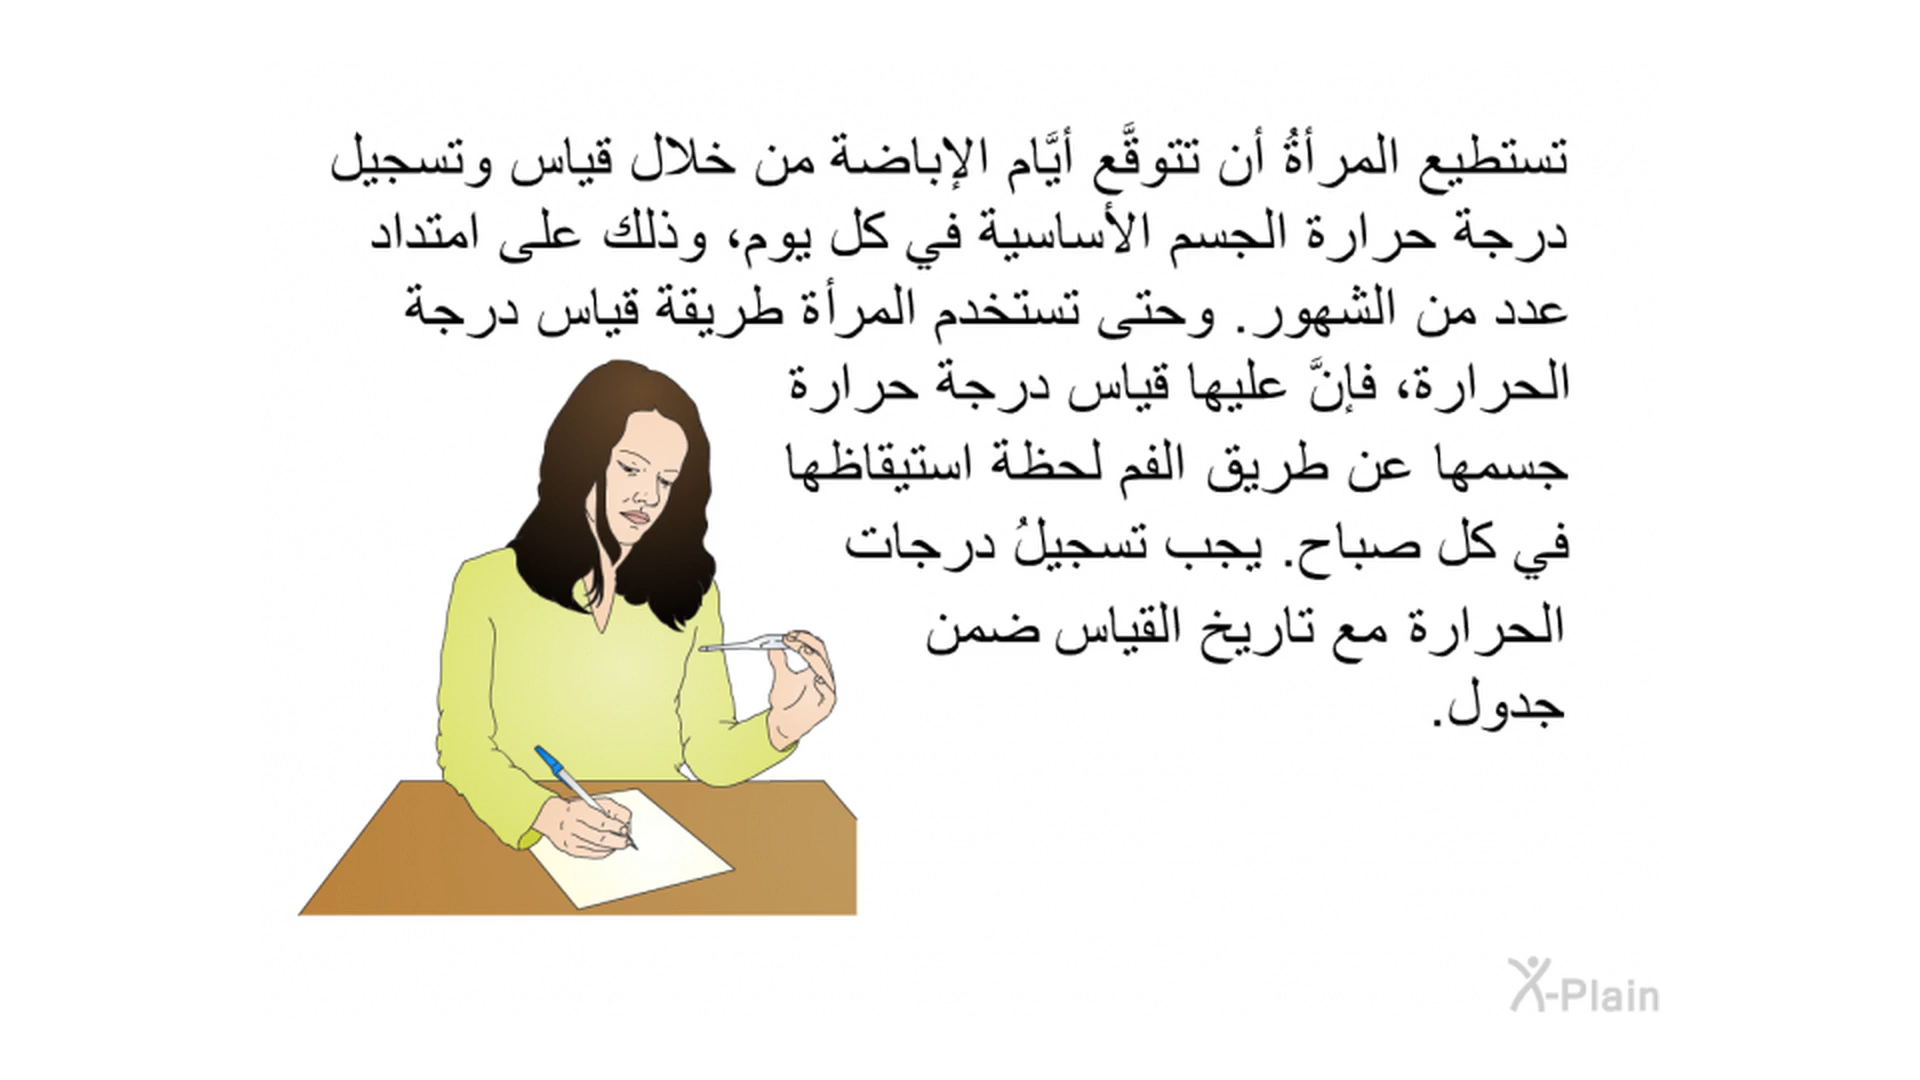 تستطيع المرأةُ أن تتوقَّع أيَّام الإباضة من خلال قياس وتسجيل
درجة حرارة الجسم الأساسية في كل يوم، وذلك على امتداد
عدد من الشهور. وحتى تستخدم المرأة طريقة قياس درجة
الحرارة، فإنَّ عليها قياس درجة حرارة
جسمها عن طريق الفم لحظة استيقاظها
في كل صباح. يجب تسجيلُ درجات
الحرارة مع تاريخ القياس ضمن
جدول.
X-Plain